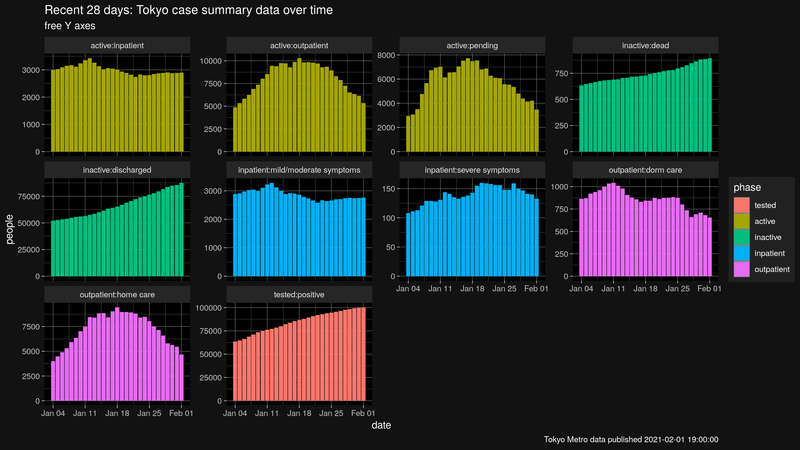 Recent 28 days: Tokyo case summary data over time
free Y axes
active:inpatient
active:outpatient
active:pending
inactive:dead
3000
2000
1000
0
10000
7500
5000
2500
0
8000
6000
4000
2000
0
750
500
250
0
inactive:discharged
inpatient:mild/moderate symptoms
inpatient:severe symptoms
outpatient:dorm care
75000
50000
25000
0
3000
2000
1000
0
150
100
50
0
1000
750
500
250
0
Jan 04 Jan 11 Jan 18 Jan 25 Feb 01
Jan 04 Jan 11 Jan 18 Jan 25 Feb 01
outpatient:home care
tested:positive
7500
5000
2500
0
100000
75000
50000
25000
0
Jan 04 Jan 11 Jan 18 Jan 25 Feb 01
Jan 04 Jan 11 Jan 18 Jan 25 Feb 01
people
date
phase
tested
active
inactive
inpatient
outpatient
Tokyo Metro data published 2021-02-01 19:00:00